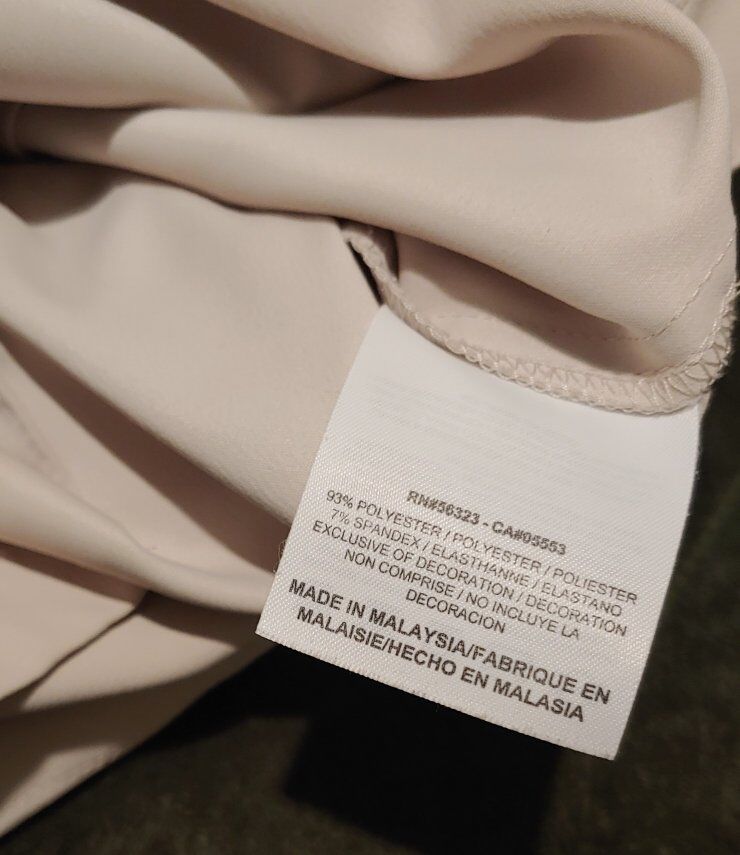 RN#56323 - CA#05553
93% POLYESTER / POLYESTER / POLIESTER
7% SPANDEX / ELASTHANNE / ELASTANO
EXCLUSIVE OF DECORATION / DECORATION
NON COMPRISE / NO INCLUYE LA
DECORACION
MADE IN MALAYSIA/FABRIQUE EN
MALAISIE/HECHO EN MALASIA